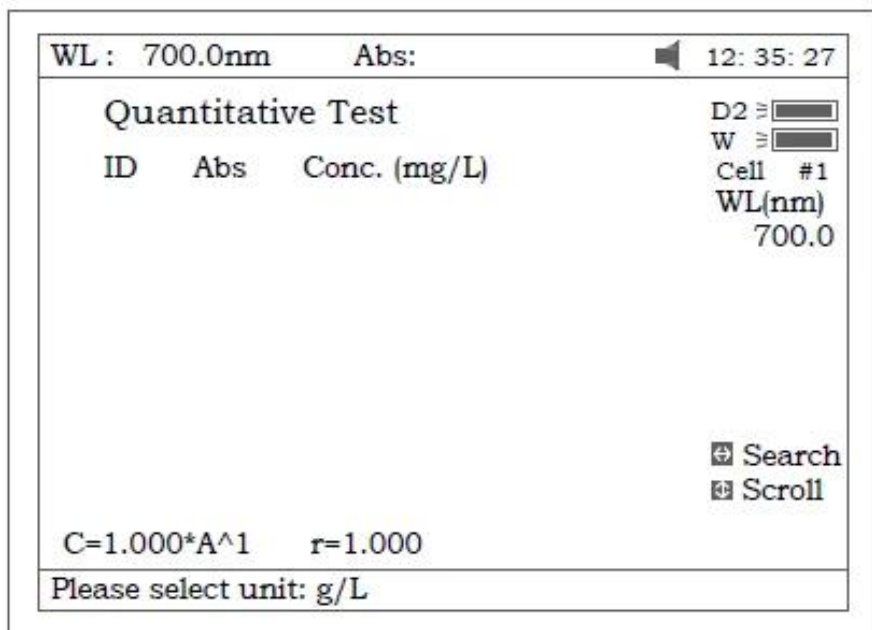 WL : 700.0nm Abs: 12: 35: 27
Quantitative Test
ID Abs Conc. (mg/L)
D2
W
Cell #1
WL(nm)
700.0
Search
Scroll
C=1.000*A^1 r=1.000
Please select unit: g/L